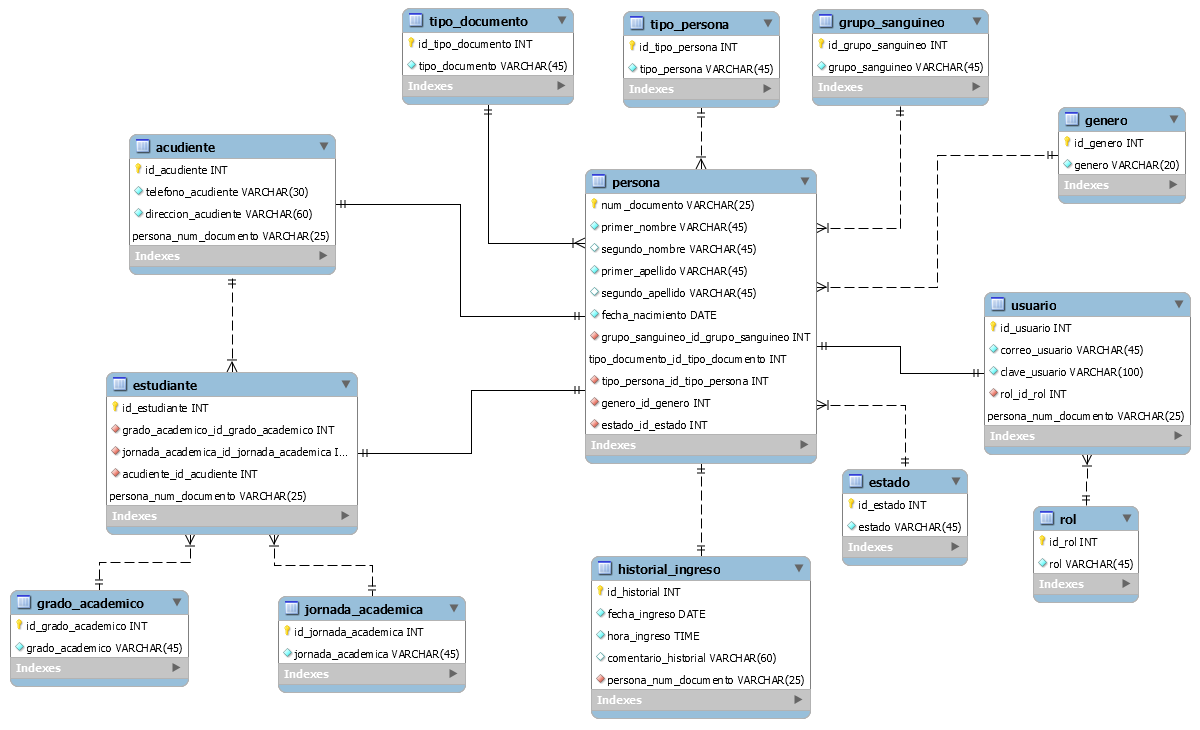 tipo_documento
id_tipo_documento INT
tipo_documento VARCHAR(45)
Indexes
tipo_persona
id_tipo_persona INT
tipo_persona VARCHAR(45)
Indexes
grupo_sanguineo
id_grupo_sanguineo INT
grupo_sanguineo VARCHAR(45)
Indexes
genero
id_genero INT
genero VARCHAR(20)
Indexes
acudiente
id_acudiente INT
telefono_acudiente VARCHAR(30)
direccion_acudiente VARCHAR(60)
persona_num_documento VARCHAR(25)
Indexes
persona
num_documento VARCHAR(25)
primer_nombre VARCHAR(45)
segundo_nombre VARCHAR(45)
primer_apellido VARCHAR(45)
segundo_apellido VARCHAR(45)
fecha_nacimiento DATE
grupo_sanguineo_id_grupo_sanguineo INT
tipo_documento_id_tipo_documento INT
tipo_persona_id_tipo_persona INT
genero_id_genero INT
estado_id_estado INT
Indexes
usuario
id_usuario INT
correo_usuario VARCHAR(45)
clave_usuario VARCHAR(100)
rol_id_rol INT
persona_num_documento VARCHAR(25)
Indexes
estudiante
id_estudiante INT
grado_academico_id_grado_academico INT
jornada_academica_id_jornada_academica I...
acudiente_id_acudiente INT
persona_num_documento VARCHAR(25)
Indexes
estado
id_estado INT
estado VARCHAR(45)
Indexes
rol
id_rol INT
rol VARCHAR(45)
Indexes
historial_ingreso
id_historial INT
fecha_ingreso DATE
hora_ingreso TIME
comentario_historial VARCHAR(60)
persona_num_documento VARCHAR(25)
Indexes
grado_academico
id_grado_academico INT
grado_academico VARCHAR(45)
Indexes
jornada_academica
id_jornada_academica INT
jornada_academica VARCHAR(45)
Indexes